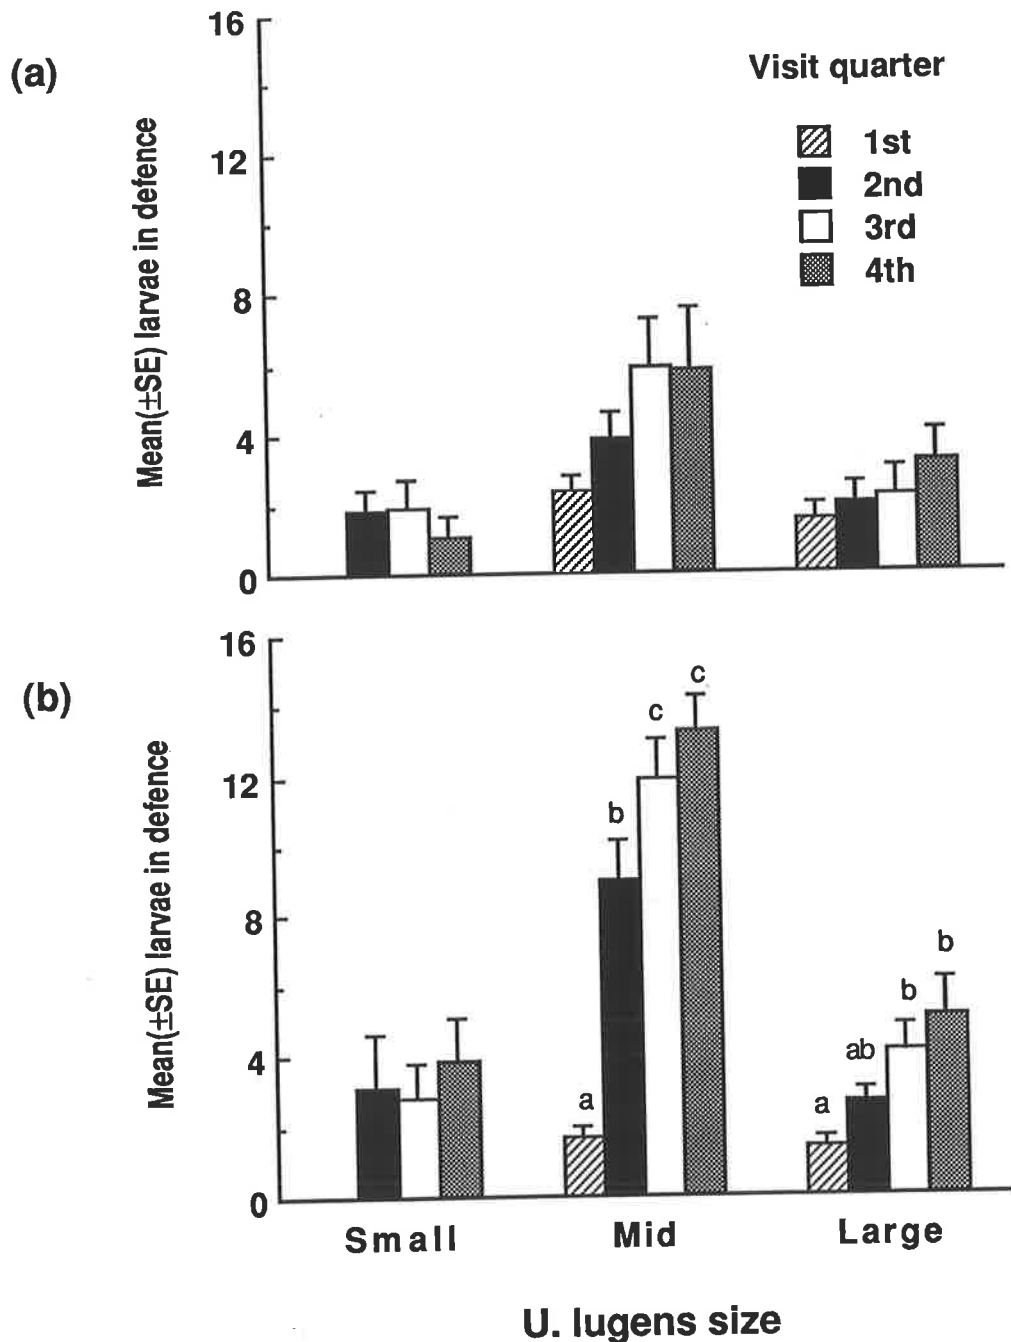 (a)
Mean(±SE) larvae in defence
16
12
8
4
0
Visit quarter
1st
2nd
3rd
4th
(b)
Mean(±SE) larvae in defence
16
12
8
4
0
a
b
c
c
a
ab
b
b
Small
Mid
Large
U. lugens size